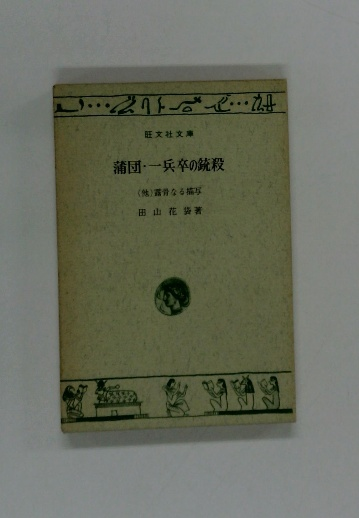 旺文社文庫
蒲団・一兵卒の銃殺
(他)露骨なる描写
田山花袋著